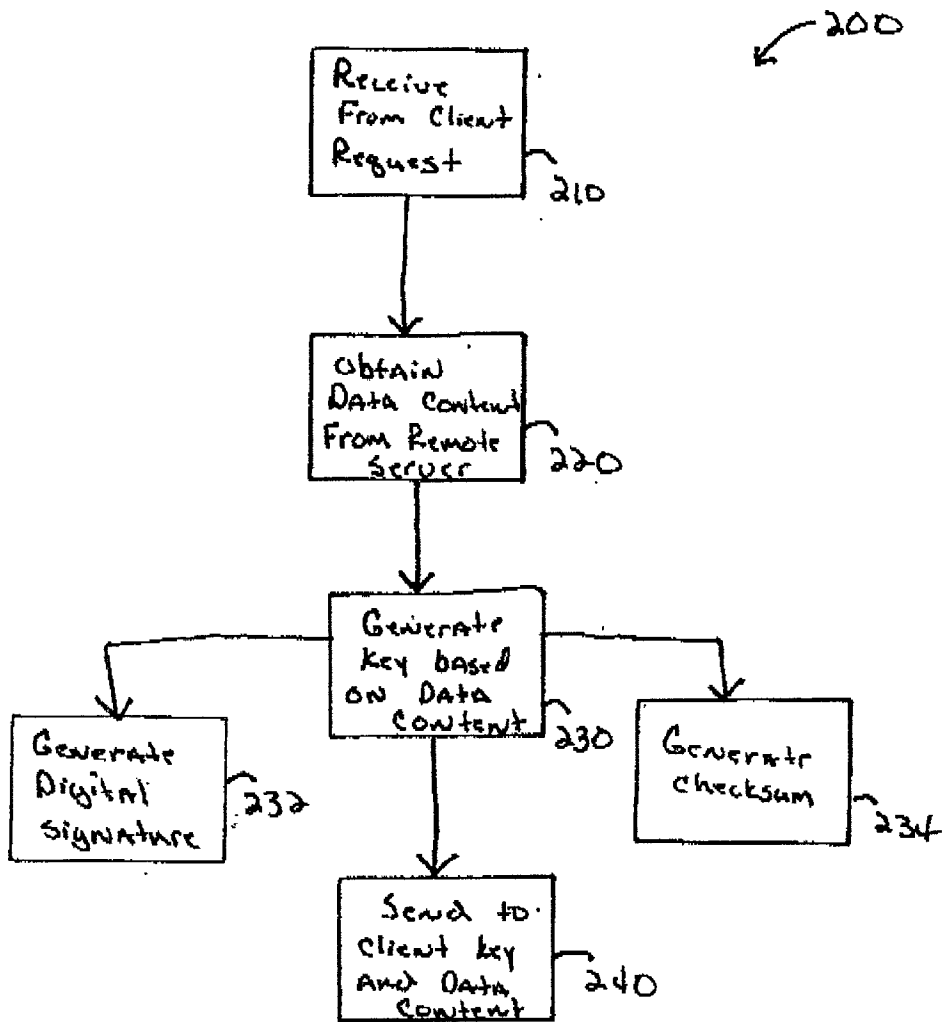 200
Receive
From Client
Request
210
Obtain
Data Content
From Remote
Server
220
Generate
key based
on Data
Content
230
Generate
Digital
Signature
232
Generate
Checksum
234
Send to
Client key
And Data
Content
240